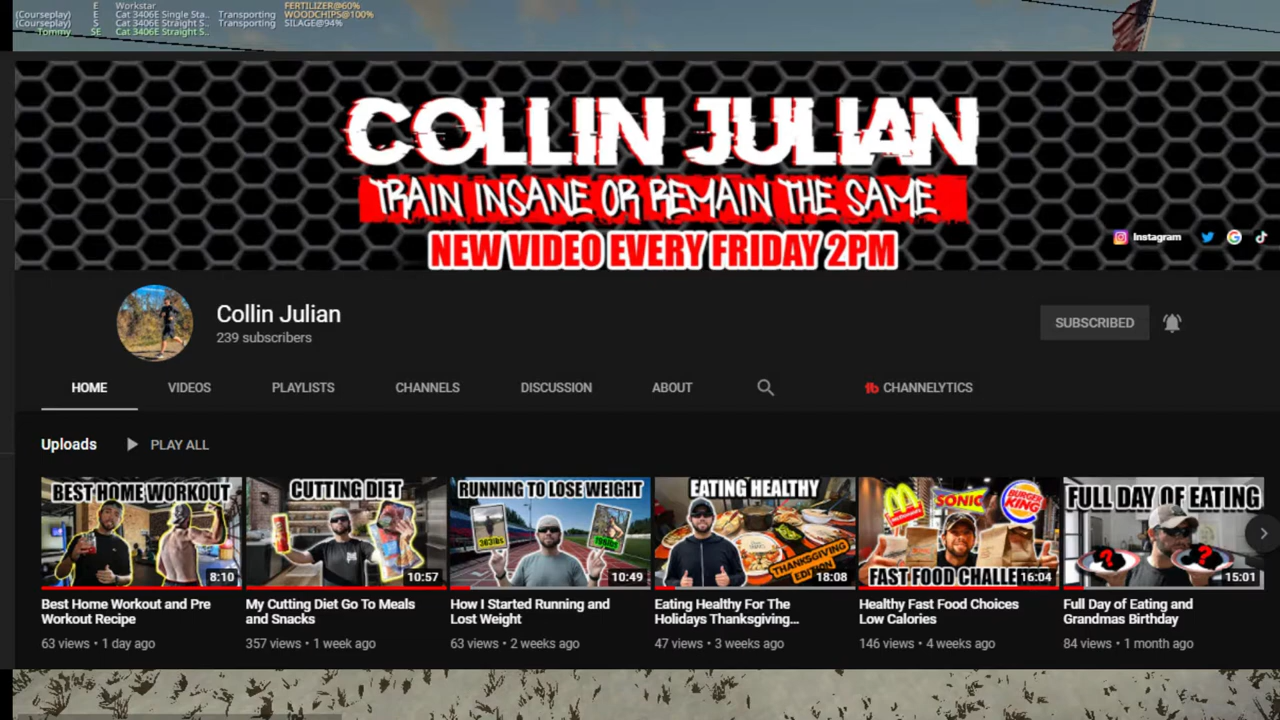 E Workstar FERTILIZER@60%
(Courseplay) S Cat 3406E Single Sta.. Transporting WOODCHIPS@100%
(Courseplay) S Cat 3406E Straight S.. Transporting SILAGE@94%
Tommy SE Cat 3406E Straight S..
COLLIN JULIAN
TRAIN INSANE OR REMAIN THE SAME
NEW VIDEO EVERY FRIDAY 2PM
Instagram
Collin Julian
239 subscribers
SUBSCRIBED
HOME VIDEOS PLAYLISTS CHANNELS DISCUSSION ABOUT CHANNELYTICS
Uploads PLAY ALL
BEST HOME WORKOUT
8:10
CUTTING DIET
10:57
RUNNING TO LOSE WEIGHT
10:49
EATING HEALTHY
THANKSGIVING
EDITION
18:08
McDonald's
SONIC
BURGER
KING
FAST FOOD CHALLE
16:04
FULL DAY OF EATING
? ?
15:01
Best Home Workout and Pre
Workout Recipe
63 views • 1 day ago
My Cutting Diet Go To Meals
and Snacks
357 views • 1 week ago
How I Started Running and
Lost Weight
63 views • 2 weeks ago
Eating Healthy For The
Holidays Thanksgiving...
47 views • 3 weeks ago
Healthy Fast Food Choices
Low Calories
146 views • 4 weeks ago
Full Day of Eating and
Grandmas Birthday
84 views • 1 month ago